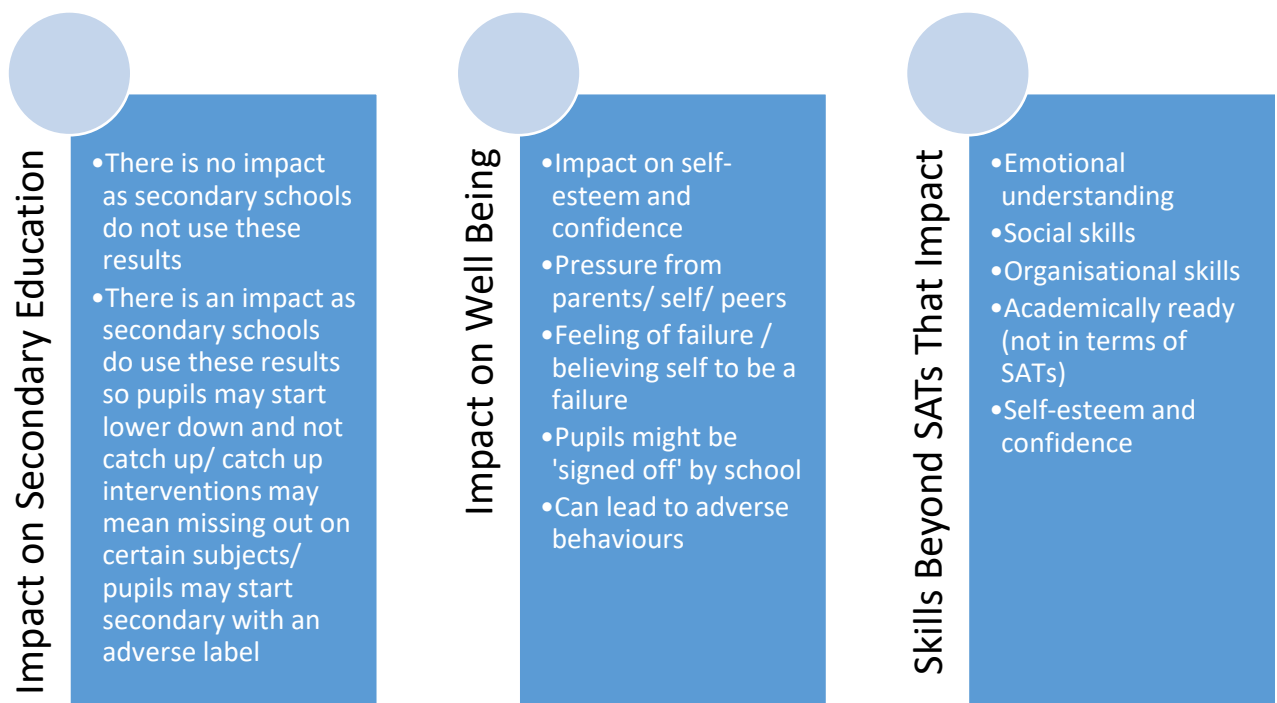 Impact on Secondary Education
•There is no impact
as secondary schools
do not use these
results
•There is an impact as
secondary schools
do use these results
so pupils may start
lower down and not
catch up/ catch up
interventions may
mean missing out on
certain subjects/
pupils may start
secondary with an
adverse label
Impact on Well Being
•Impact on self-
esteem and
confidence
•Pressure from
parents/ self/ peers
•Feeling of failure /
believing self to be a
failure
•Pupils might be
'signed off' by school
•Can lead to adverse
behaviours
Skills Beyond SATs That Impact
•Emotional
understanding
•Social skills
•Organisational skills
•Academically ready
(not in terms of
SATs)
•Self-esteem and
confidence